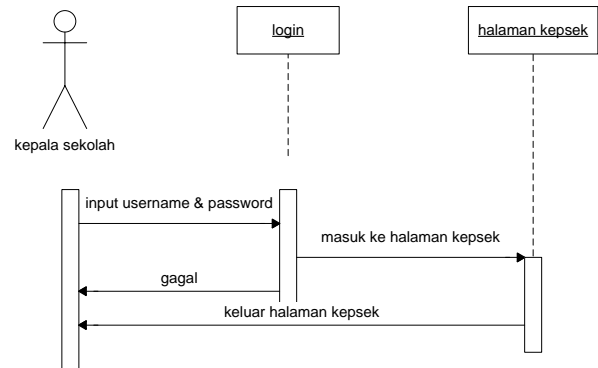 login
halaman kepsek
kepala sekolah
input username & password
masuk ke halaman kepsek
gagal
keluar halaman kepsek